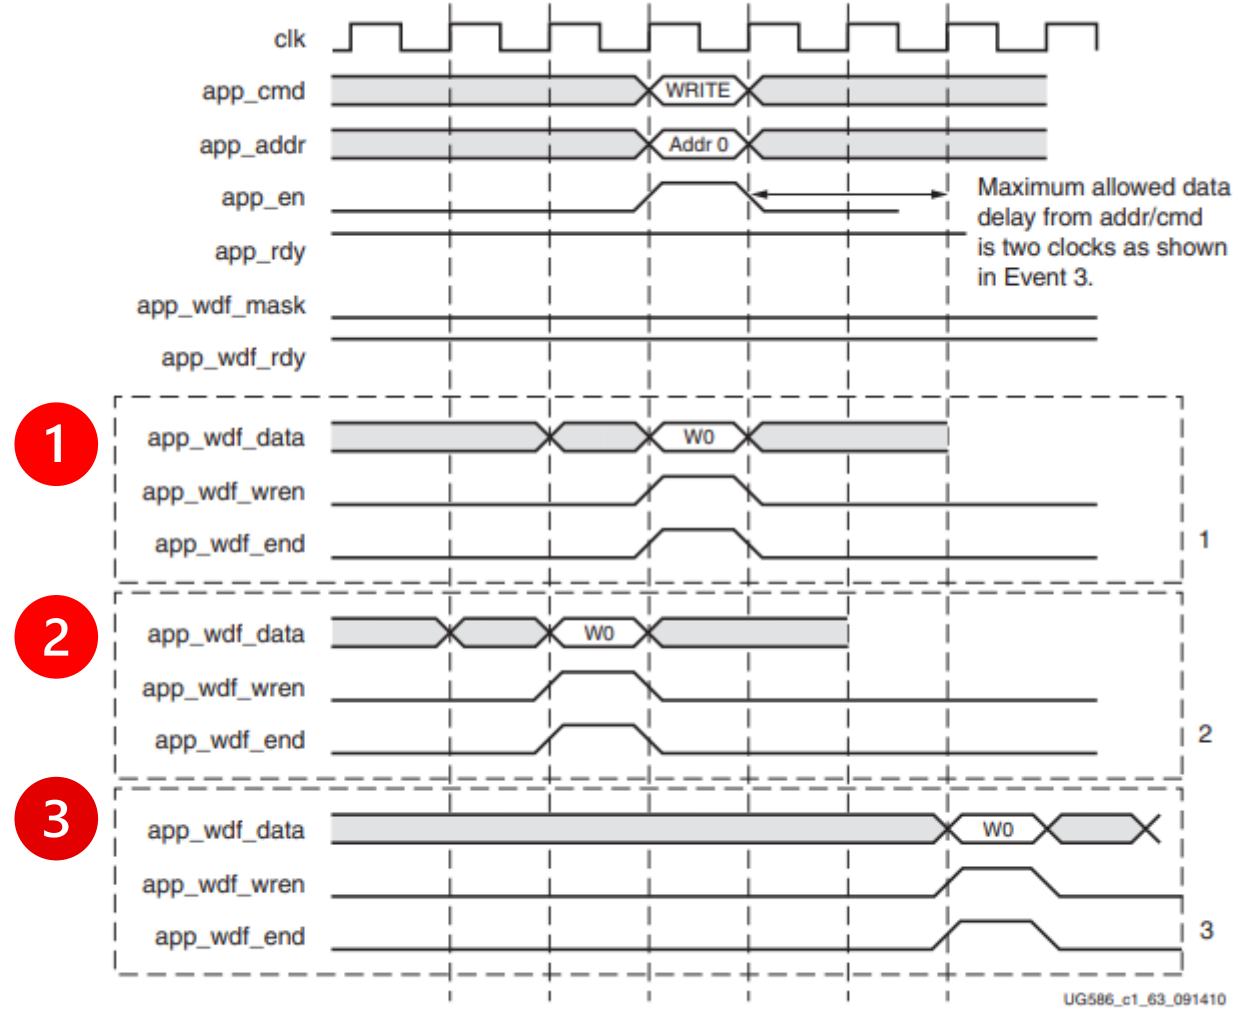 clk
app_cmd
WRITE
app_addr
Addr 0
app_en
Maximum allowed data
delay from addr/cmd
is two clocks as shown
in Event 3.
app_rdy
app_wdf_mask
app_wdf_rdy
1
app_wdf_data
W0
app_wdf_wren
app_wdf_end
1
2
app_wdf_data
W0
app_wdf_wren
app_wdf_end
2
3
app_wdf_data
W0
app_wdf_wren
app_wdf_end
3
UG586_c1_63_091410